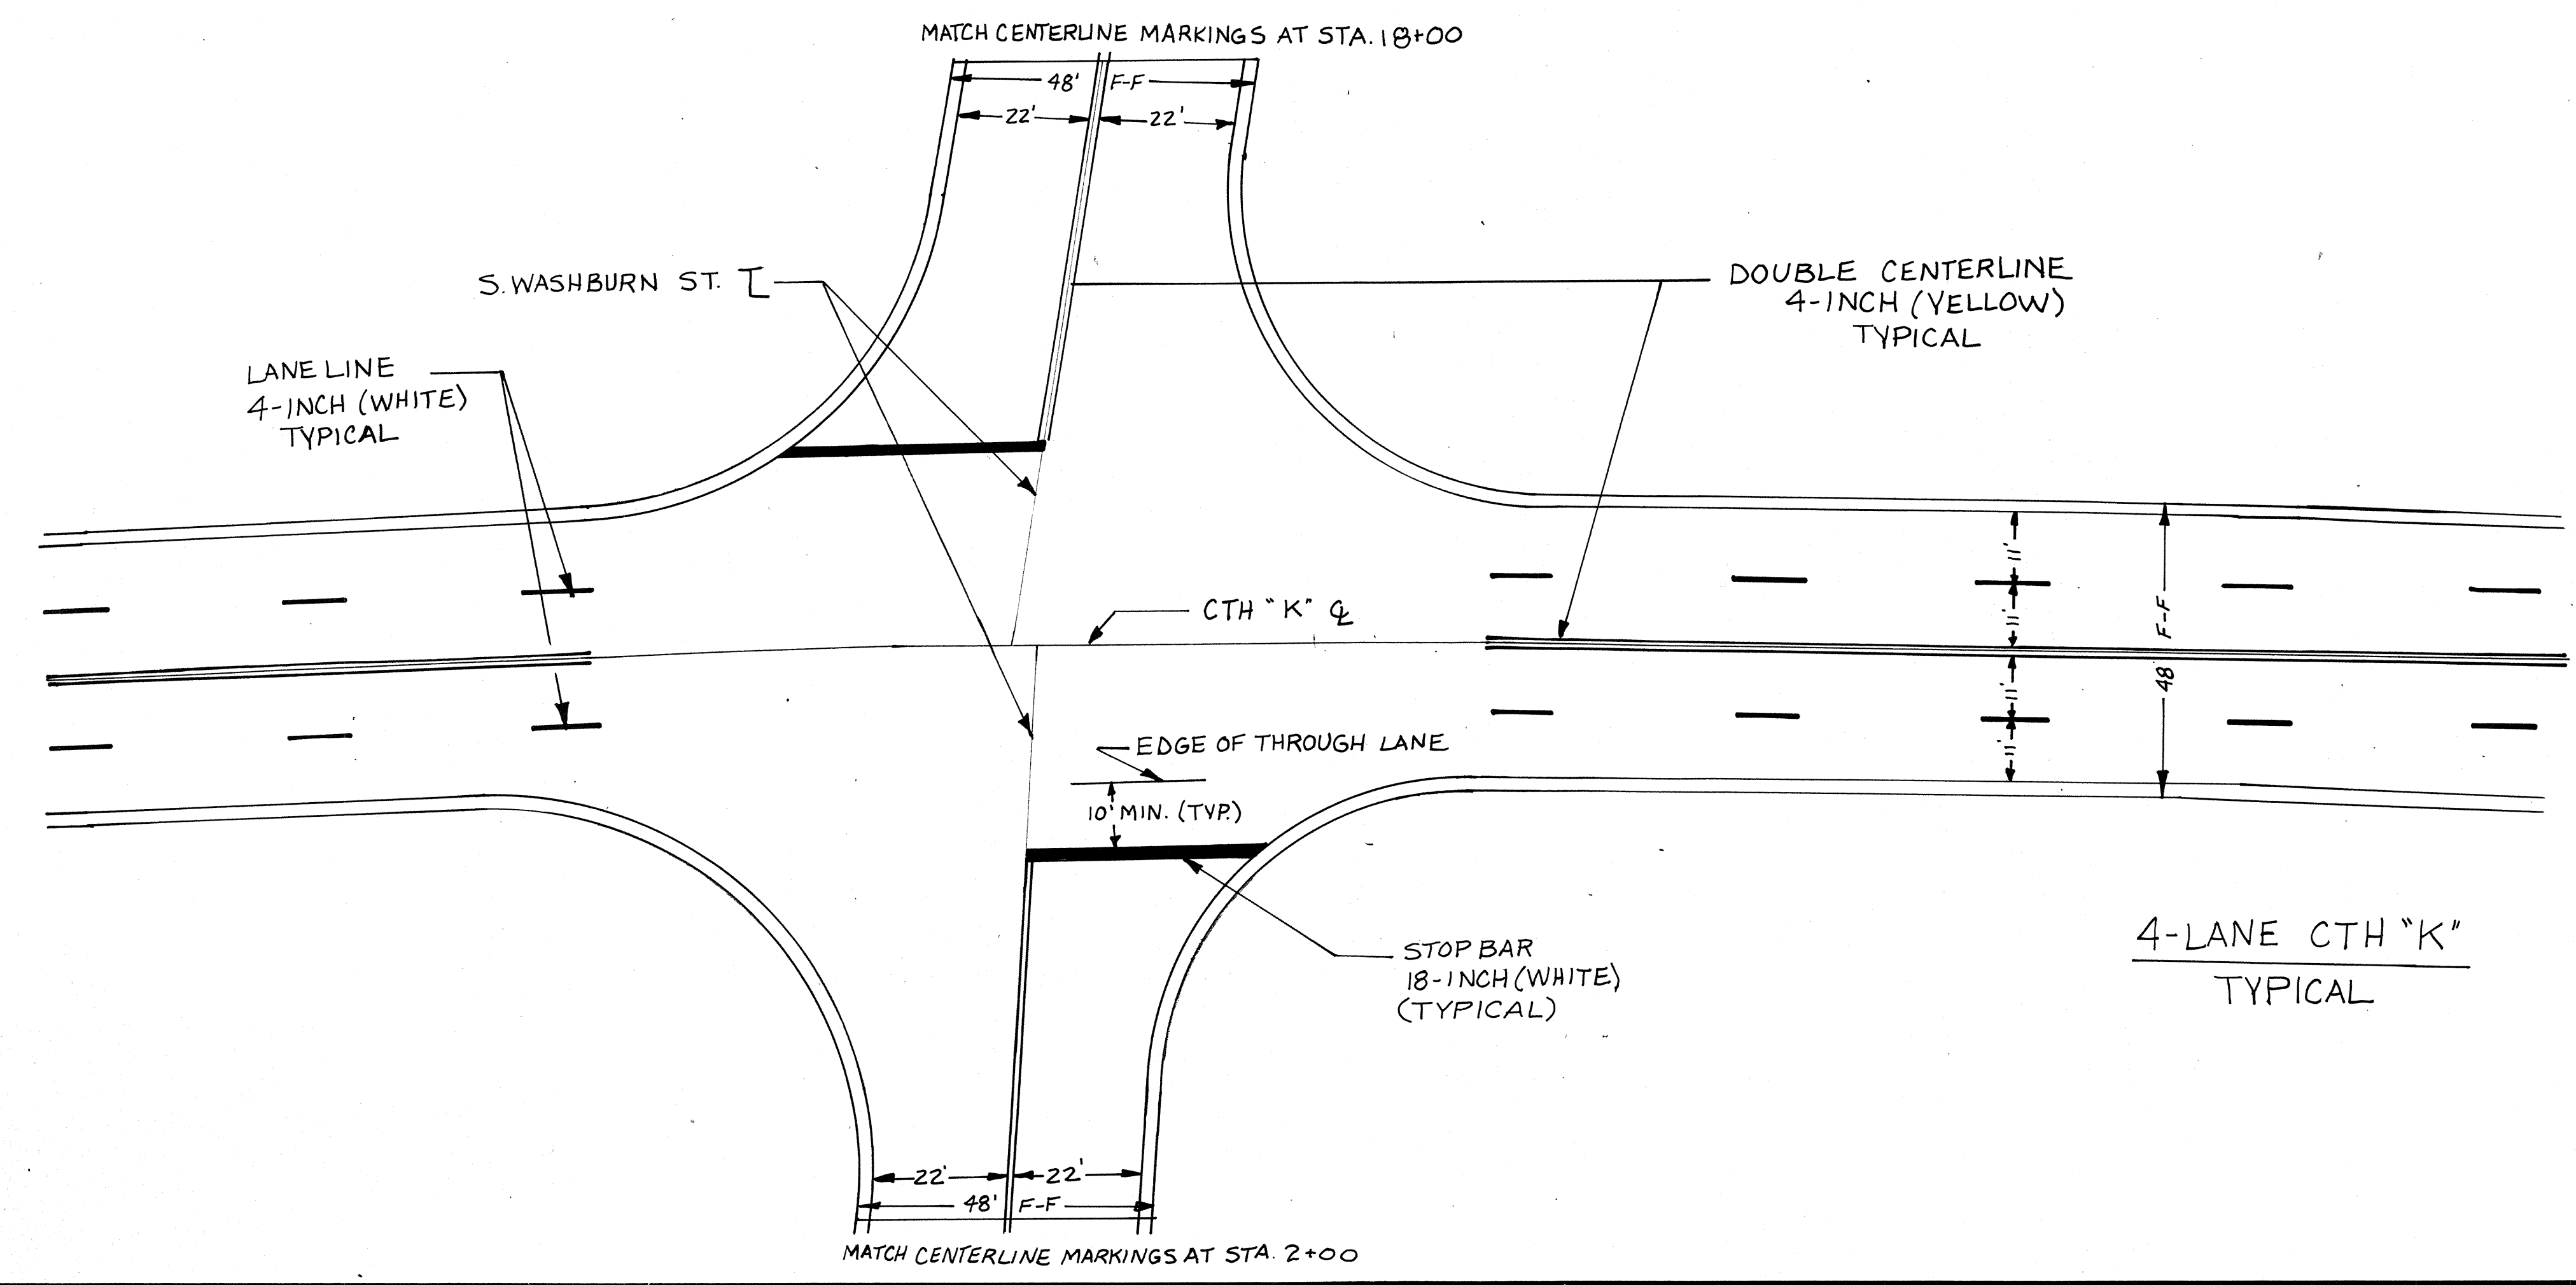 MATCH CENTERLINE MARKINGS AT STA. 18+00
48' F-F
22' 22'
S. WASHBURN ST. ℄
DOUBLE CENTERLINE
4-INCH (YELLOW)
TYPICAL
LANE LINE
4-INCH (WHITE)
TYPICAL
11'
11'
F-F
48
11'
11'
CTH "K" ℄
EDGE OF THROUGH LANE
10' MIN. (TYP.)
STOP BAR
18-INCH (WHITE)
(TYPICAL)
4-LANE CTH "K"
TYPICAL
22' 22'
48' F-F
MATCH CENTERLINE MARKINGS AT STA. 2+00